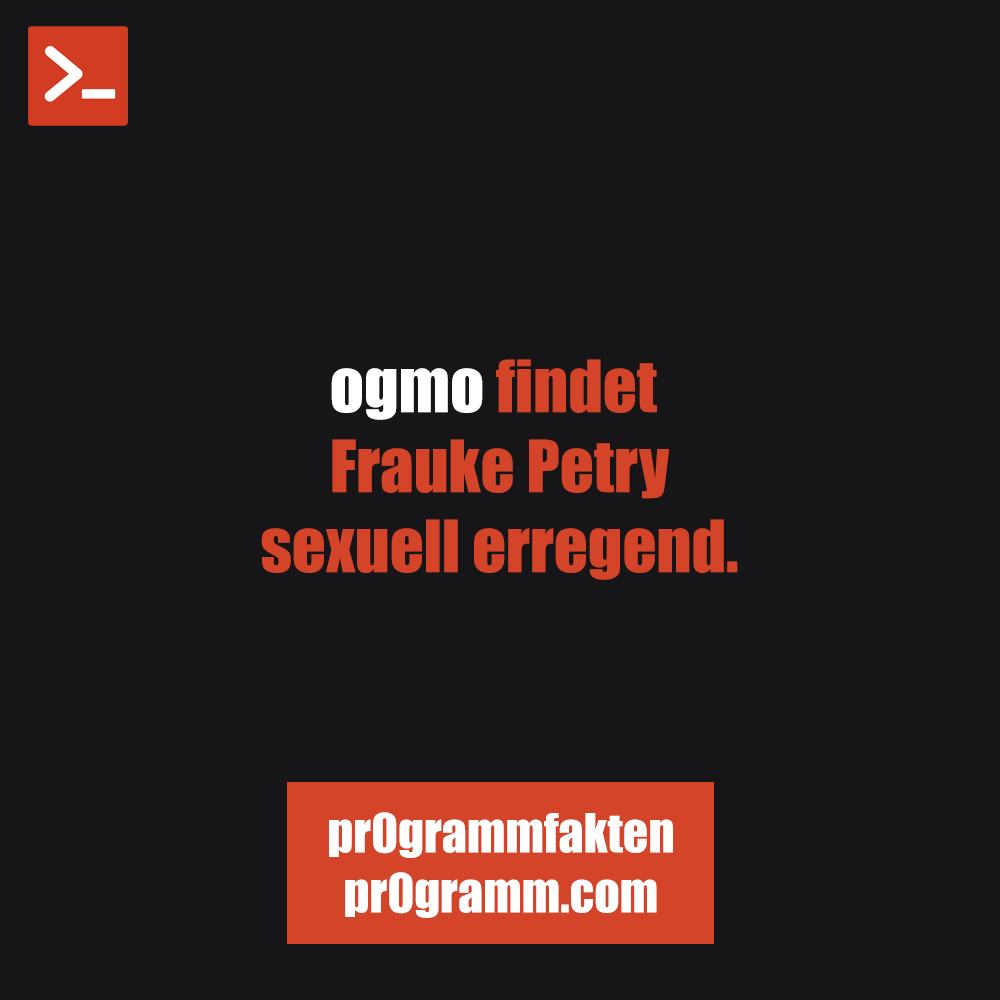 ogmo findet
Frauke Petry
sexuell erregend.
pr0grammfakten
pr0gramm.com